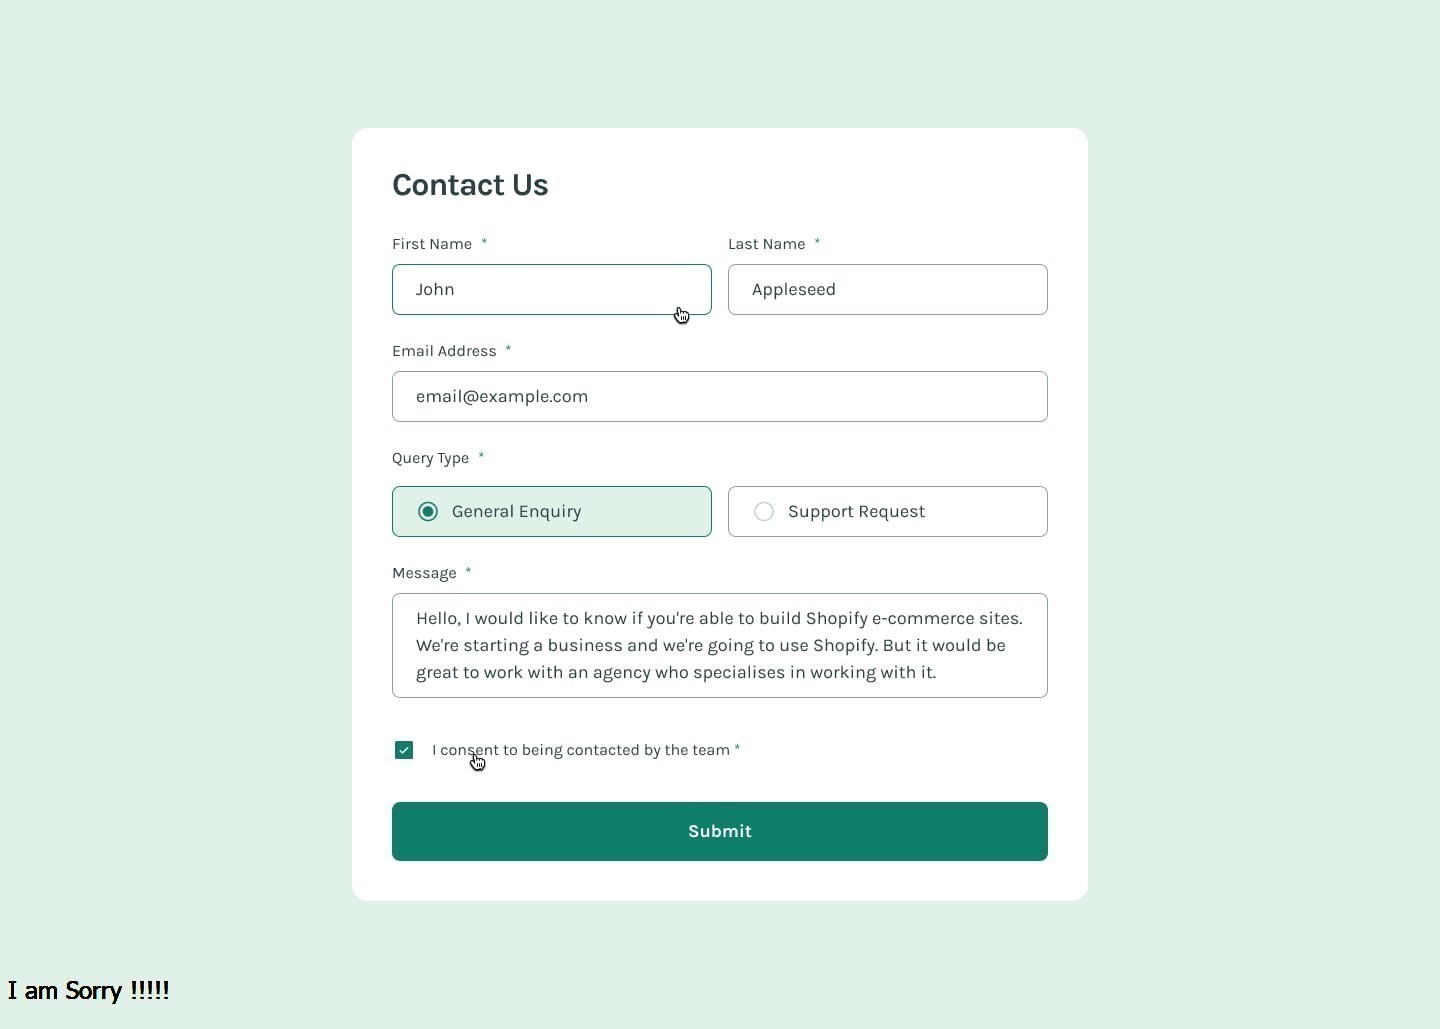 Contact Us
First Name * Last Name *
John Appleseed
Email Address *
email@example.com
Query Type *
General Enquiry Support Request
Message *
Hello, I would like to know if you're able to build Shopify e-commerce sites.
We're starting a business and we're going to use Shopify. But it would be
great to work with an agency who specialises in working with it.
I consent to being contacted by the team *
Submit
I am Sorry !!!!!